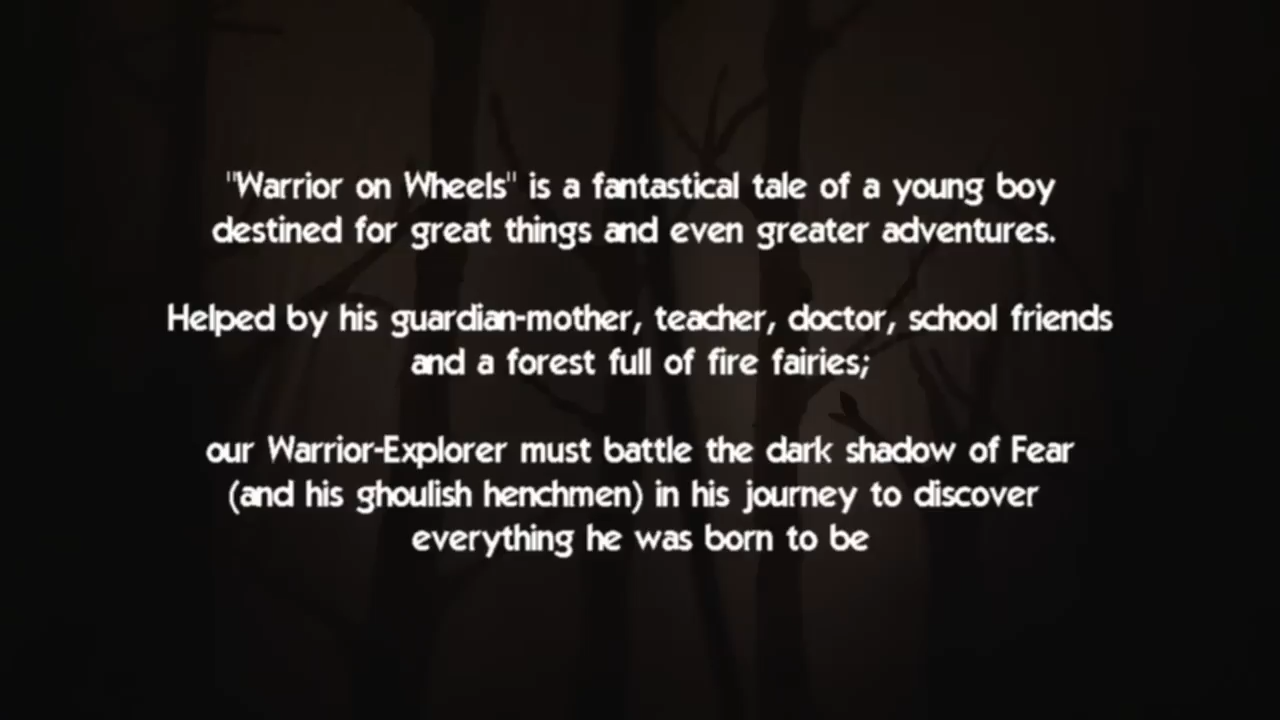 "Warrior on Wheels" is a fantastical tale of a young boy
destined for great things and even greater adventures.
Helped by his guardian-mother, teacher, doctor, school friends
and a forest full of fire fairies;
our Warrior-Explorer must battle the dark shadow of Fear
(and his ghoulish henchmen) in his journey to discover
everything he was born to be